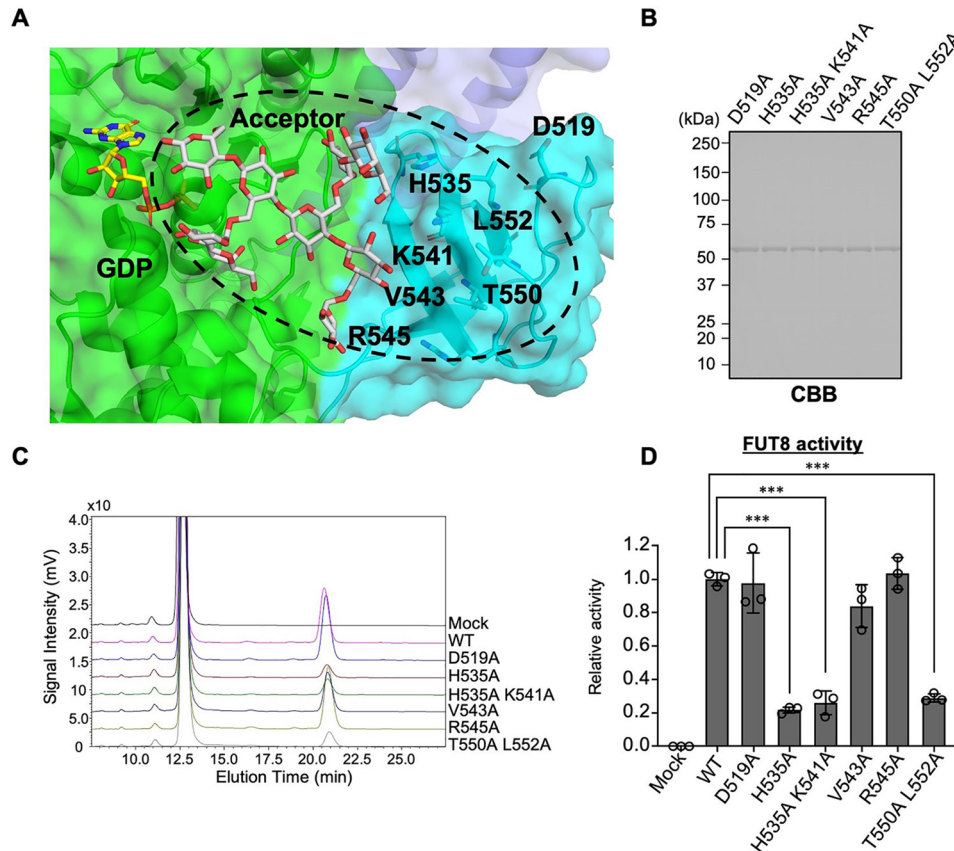 A
Acceptor
D519
H535
L552
K541
GDP
V543
T550
R545
B
D519A
H535A
H535A K541A
V543A
R545A
T550A L552A
(kDa)
250
150
100
75
50
37
25
20
10
CBB
C
x10
Signal Intensity (mV)
4.0
3.5
3.0
2.5
2.0
1.5
10
5.0
0.0
Mock
WT
D519A
H535A
H535A K541A
V543A
R545A
T550A L552A
10.0 12.5 15.0 17.5 20.0 22.5 25.0
Elution Time (min)
D
FUT8 activity
***
***
***
Relative activity
1.2
1.0
0.8
0.6
0.4
0.2
0.0
Mock
WT
D519A
H535A
H535A K541A
V543A
R545A
T550A L552A